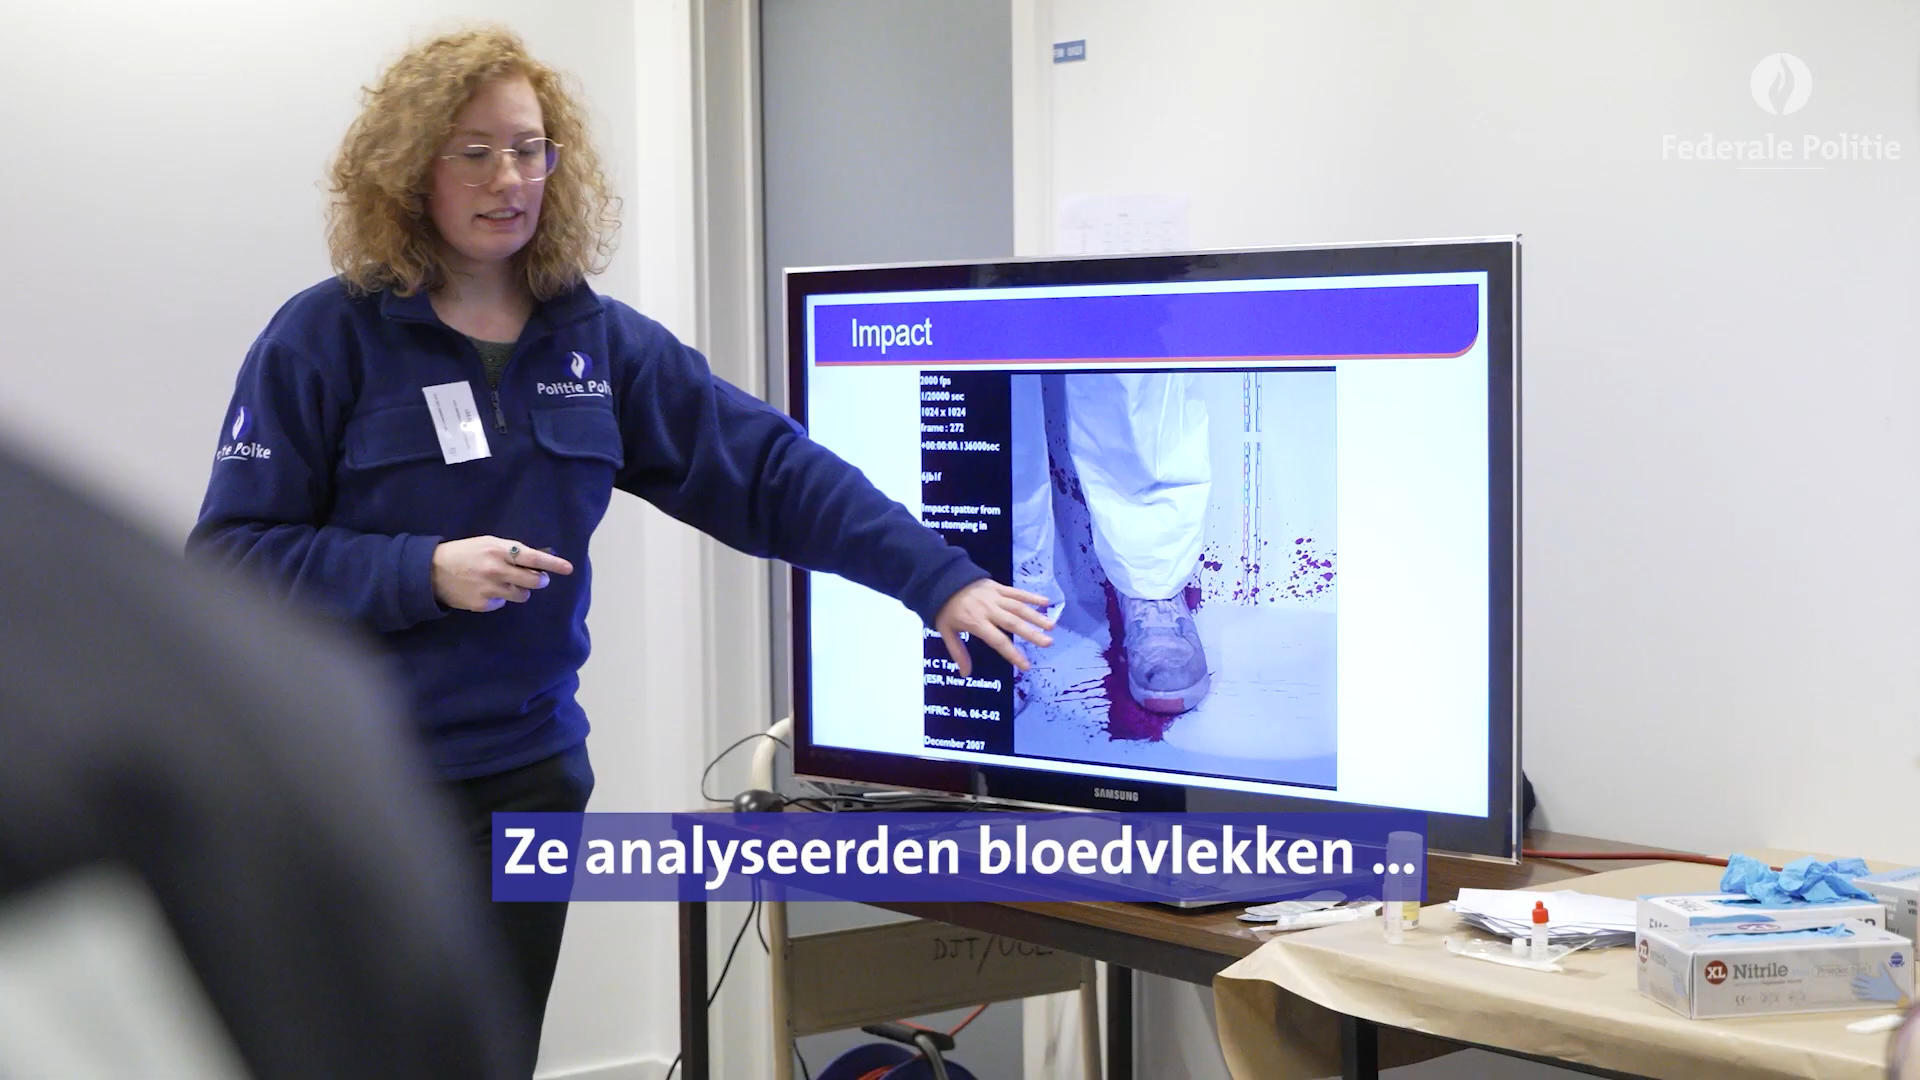 Federale Politie
Impact
2000 fps
1/20000 sec
1024 x 1024
frame : 272
+00:00:00.136000sec
6jb1f
Impact spatter from
shoe stomping in
M C
(ESR, New Zealand)
MFRC: No. 06-S-02
December 2007
Politie
SAMSUNG
Ze analyseerden bloedvlekken ...
DJT/
XL Nitrile